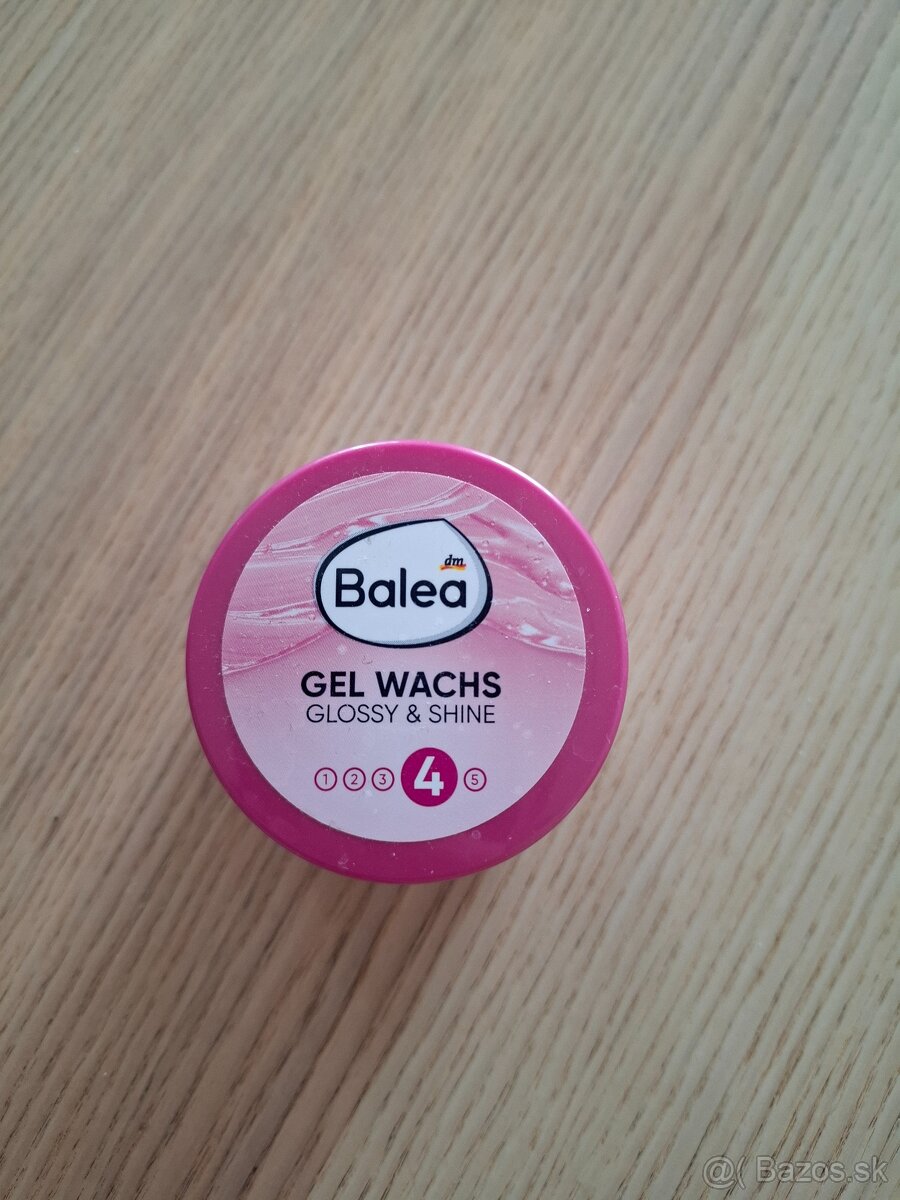 dm
Balea
GEL WACHS
GLOSSY & SHINE
1 2 3 4 5
@( Bazos.sk